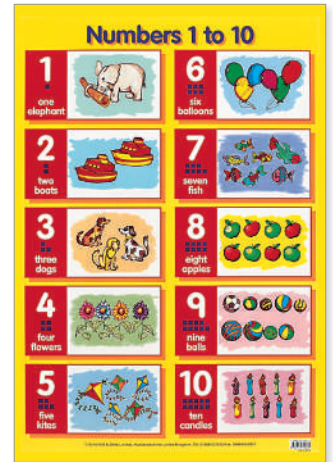 Numbers 1 to 10
1
one
elephant
2
two
boats
3
three
dogs
4
four
flowers
5
five
kites
6
six
balloons
7
seven
fish
8
eight
apples
9
nine
balls
10
ten
candles